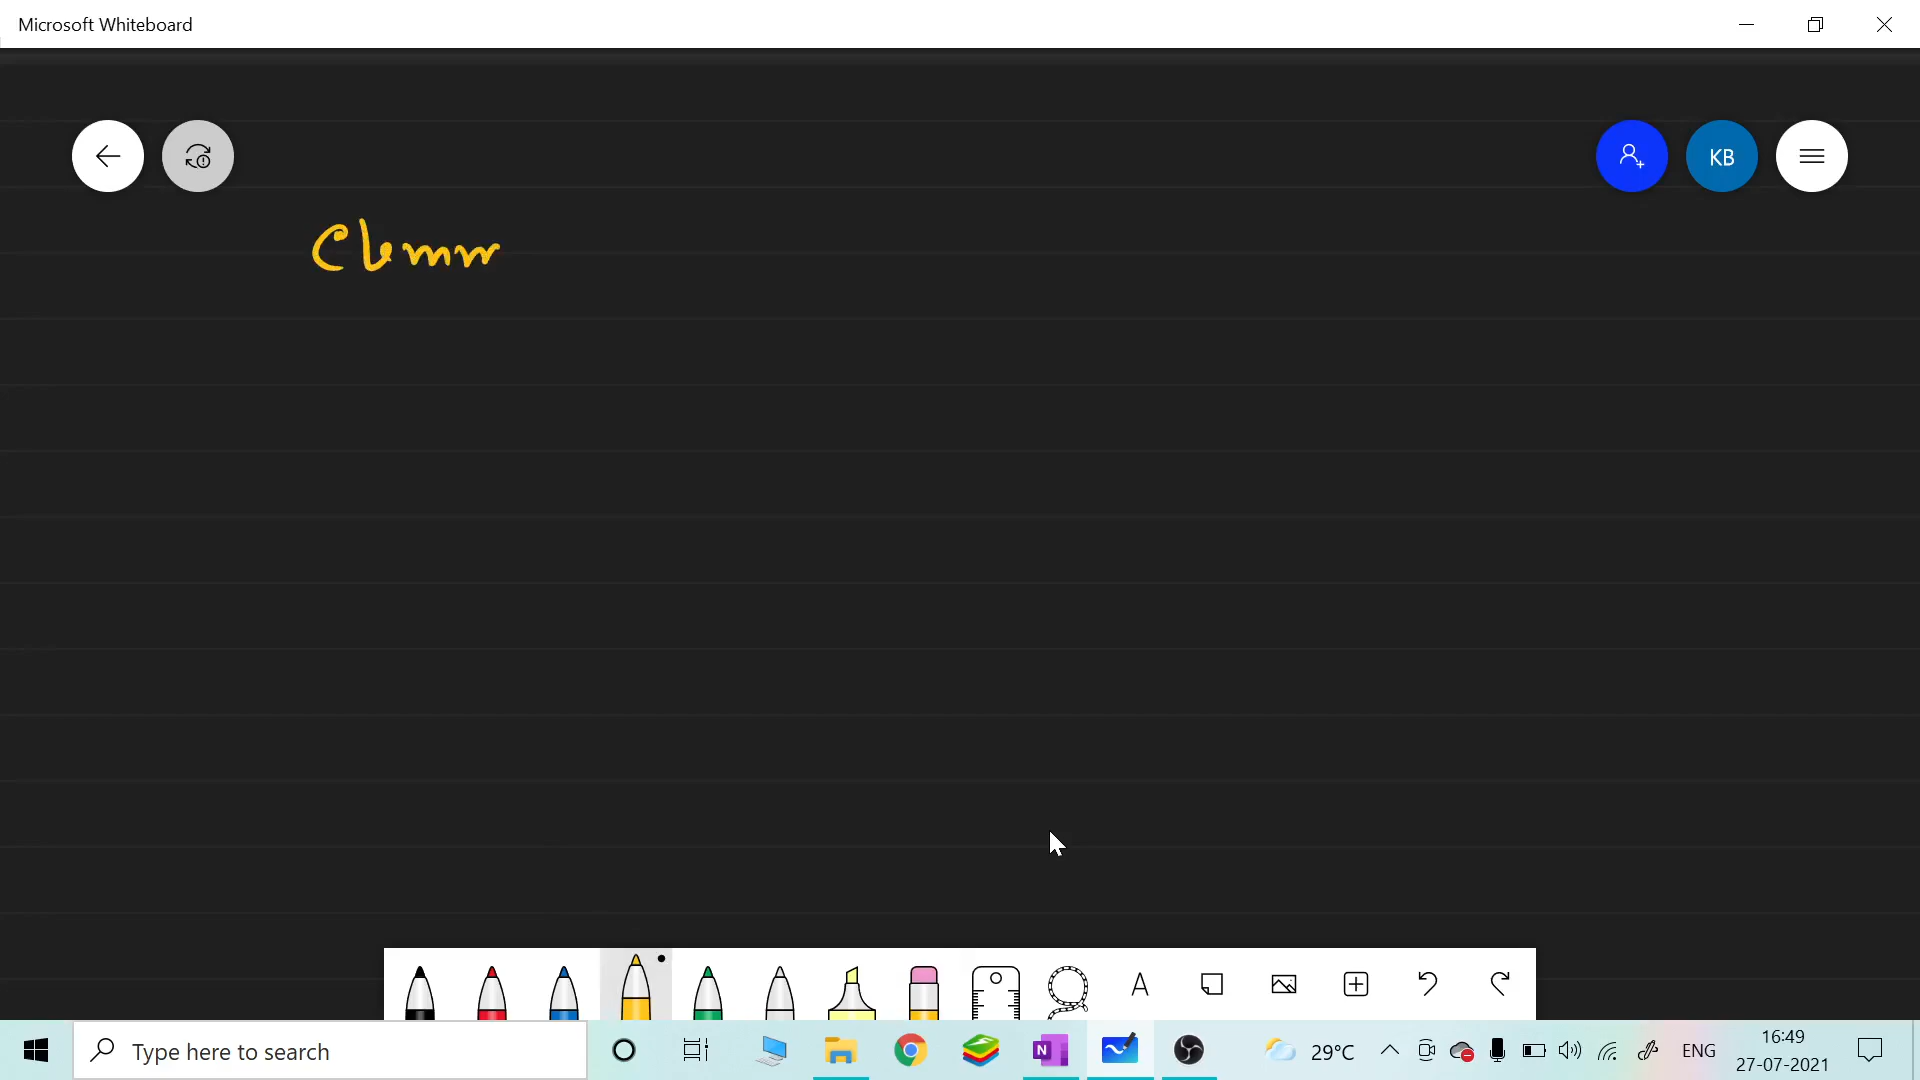 Microsoft Whiteboard
KB
A
Type here to search
N
29°C
ENG
16:49
27-07-2021